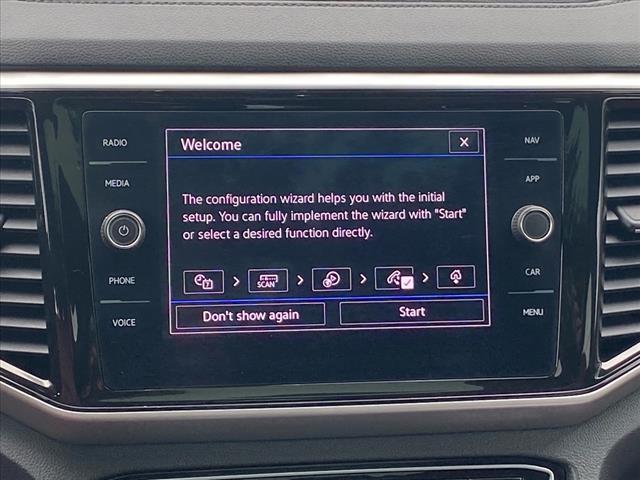 RADIO
MEDIA
PHONE
VOICE
Welcome
X
The configuration wizard helps you with the initial
setup. You can fully implement the wizard with "Start"
or select a desired function directly.
7
SCAN
Don't show again
Start
NAV
APP
CAR
MENU